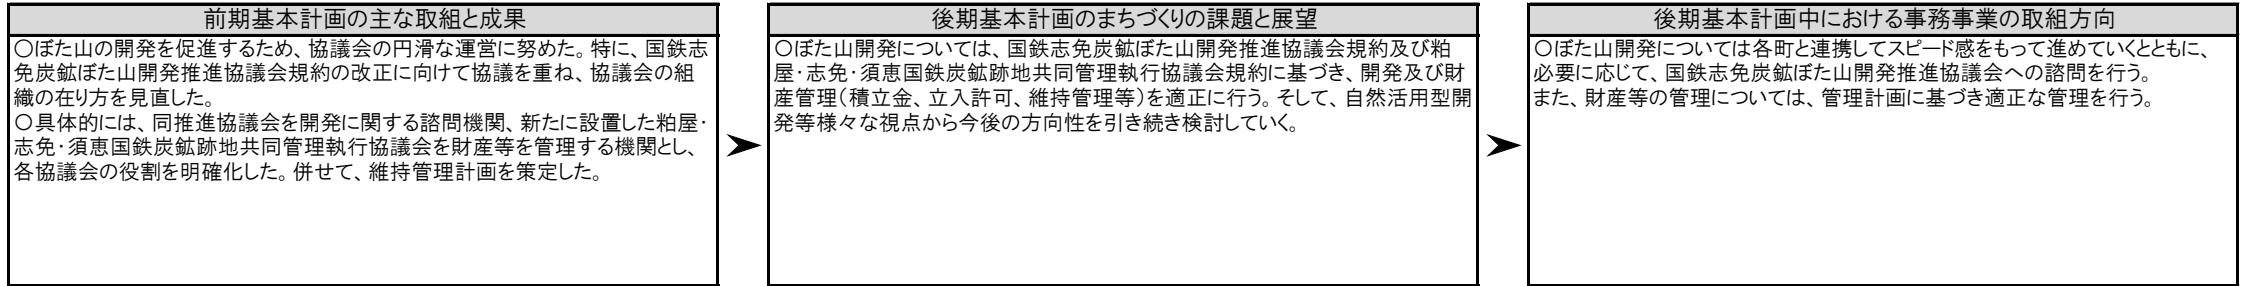 前期基本計画の主な取組と成果
〇ぼた山の開発を促進するため、協議会の円滑な運営に努めた。特に、国鉄志
免炭鉱ぼた山開発推進協議会規約の改正に向けて協議を重ね、協議会の組
織の在り方を見直した。
〇具体的には、同推進協議会を開発に関する諮問機関、新たに設置した粕屋・
志免・須恵国鉄炭鉱跡地共同管理執行協議会を財産等を管理する機関とし、
各協議会の役割を明確化した。併せて、維持管理計画を策定した。
後期基本計画のまちづくりの課題と展望
〇ぼた山開発については、国鉄志免炭鉱ぼた山開発推進協議会規約及び粕
屋・志免・須恵国鉄炭鉱跡地共同管理執行協議会規約に基づき、開発及び財
産管理（積立金、立入許可、維持管理等）を適正に行う。そして、自然活用型開
発等様々な視点から今後の方向性を引き続き検討していく。
後期基本計画中における事務事業の取組方向
〇ぼた山開発については各町と連携してスピード感をもって進めていくとともに、
必要に応じて、国鉄志免炭鉱ぼた山開発推進協議会への諮問を行う。
また、財産等の管理については、管理計画に基づき適正な管理を行う。